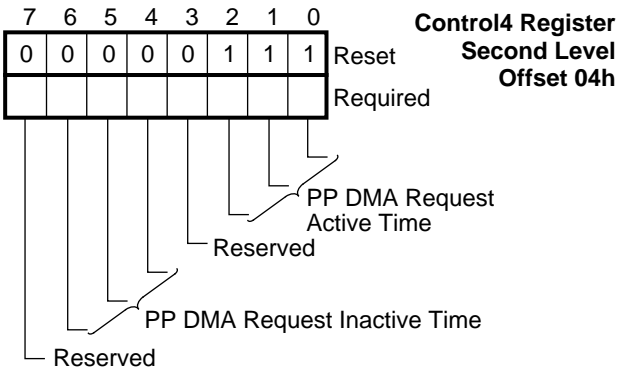 7 6 5 4 3 2 1 0
Control4 Register
0 0 0 0 0 1 1 1 Reset
Second Level
Offset 04h
Required
PP DMA Request
Active Time
Reserved
PP DMA Request Inactive Time
Reserved